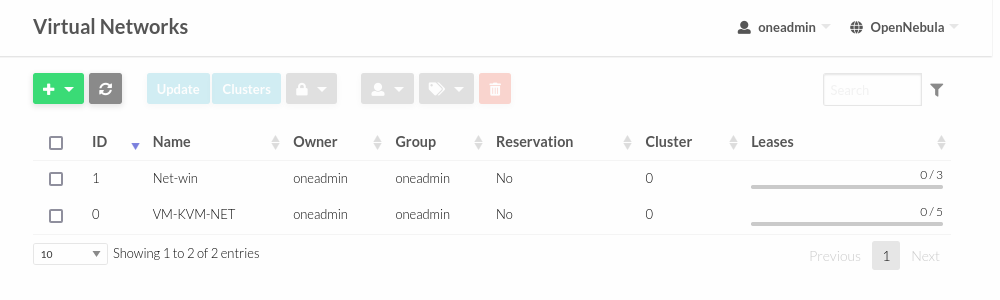 Virtual Networks
oneadmin
OpenNebula
Update
Clusters
Search
ID Name Owner Group Reservation Cluster Leases
1 Net-win oneadmin oneadmin No 0 0 / 3
0 VM-KVM-NET oneadmin oneadmin No 0 0 / 5
10 Showing 1 to 2 of 2 entries
Previous 1 Next